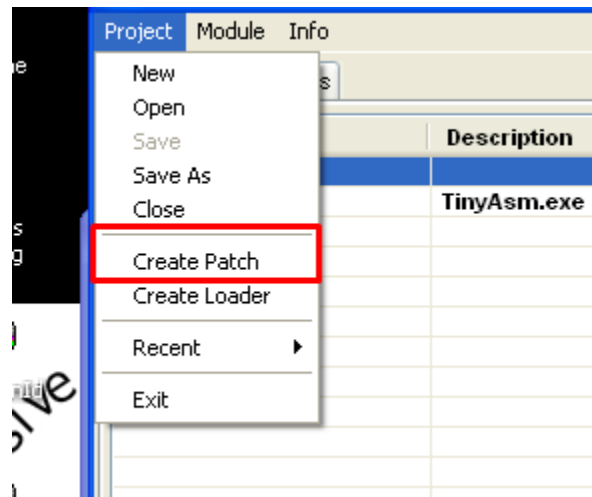 Project Module Info
New
Open
Save
Save As
Close
Create Patch
Create Loader
Recent
Exit
Description
TinyAsm.exe